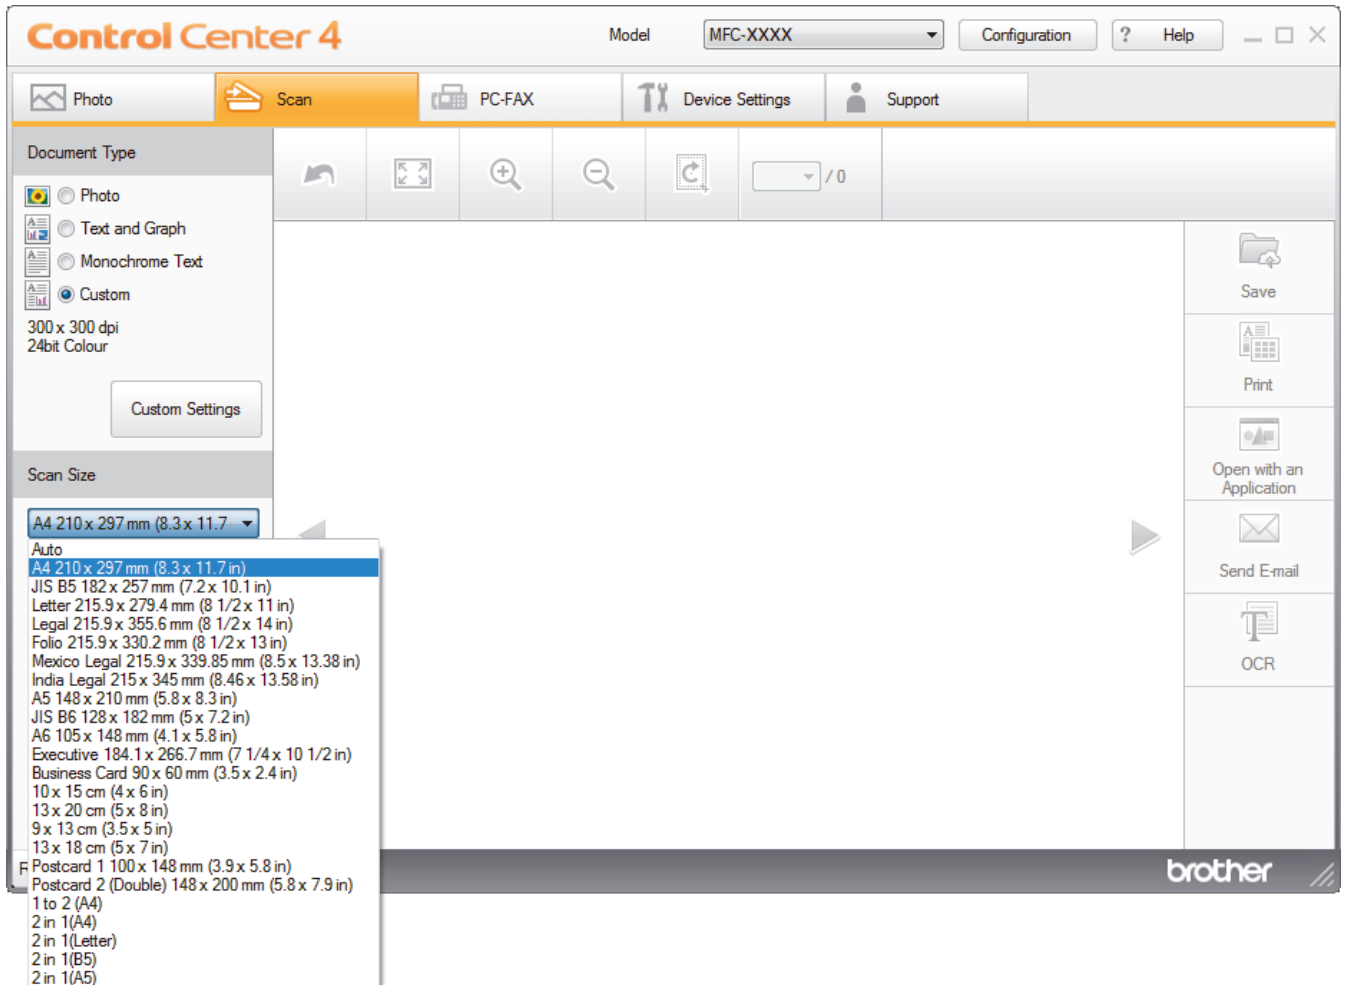 Control Center 4
Model
MFC-XXXX
Configuration
? Help
Photo
Scan
PC-FAX
Device Settings
Support
Document Type
Photo
Text and Graph
Monochrome Text
Custom
300 x 300 dpi
24bit Colour
Custom Settings
Scan Size
A4 210 x 297 mm (8.3 x 11.7
Auto
A4 210 x 297 mm (8.3 x 11.7 in)
JIS B5 182 x 257 mm (7.2 x 10.1 in)
Letter 215.9 x 279.4 mm (8 1/2 x 11 in)
Legal 215.9 x 355.6 mm (8 1/2 x 14 in)
Folio 215.9 x 330.2 mm (8 1/2 x 13 in)
Mexico Legal 215.9 x 339.85 mm (8.5 x 13.38 in)
India Legal 215 x 345 mm (8.46 x 13.58 in)
A5 148 x 210 mm (5.8 x 8.3 in)
JIS B6 128 x 182 mm (5 x 7.2 in)
A6 105 x 148 mm (4.1 x 5.8 in)
Executive 184.1 x 266.7 mm (7 1/4 x 10 1/2 in)
Business Card 90 x 60 mm (3.5 x 2.4 in)
10 x 15 cm (4 x 6 in)
13 x 20 cm (5 x 8 in)
9 x 13 cm (3.5 x 5 in)
13 x 18 cm (5 x 7 in)
Postcard 1 100 x 148 mm (3.9 x 5.8 in)
Postcard 2 (Double) 148 x 200 mm (5.8 x 7.9 in)
1 to 2 (A4)
2 in 1(A4)
2 in 1(Letter)
2 in 1(B5)
2 in 1(A5)
/ 0
Save
Print
Open with an
Application
Send E-mail
OCR
brother